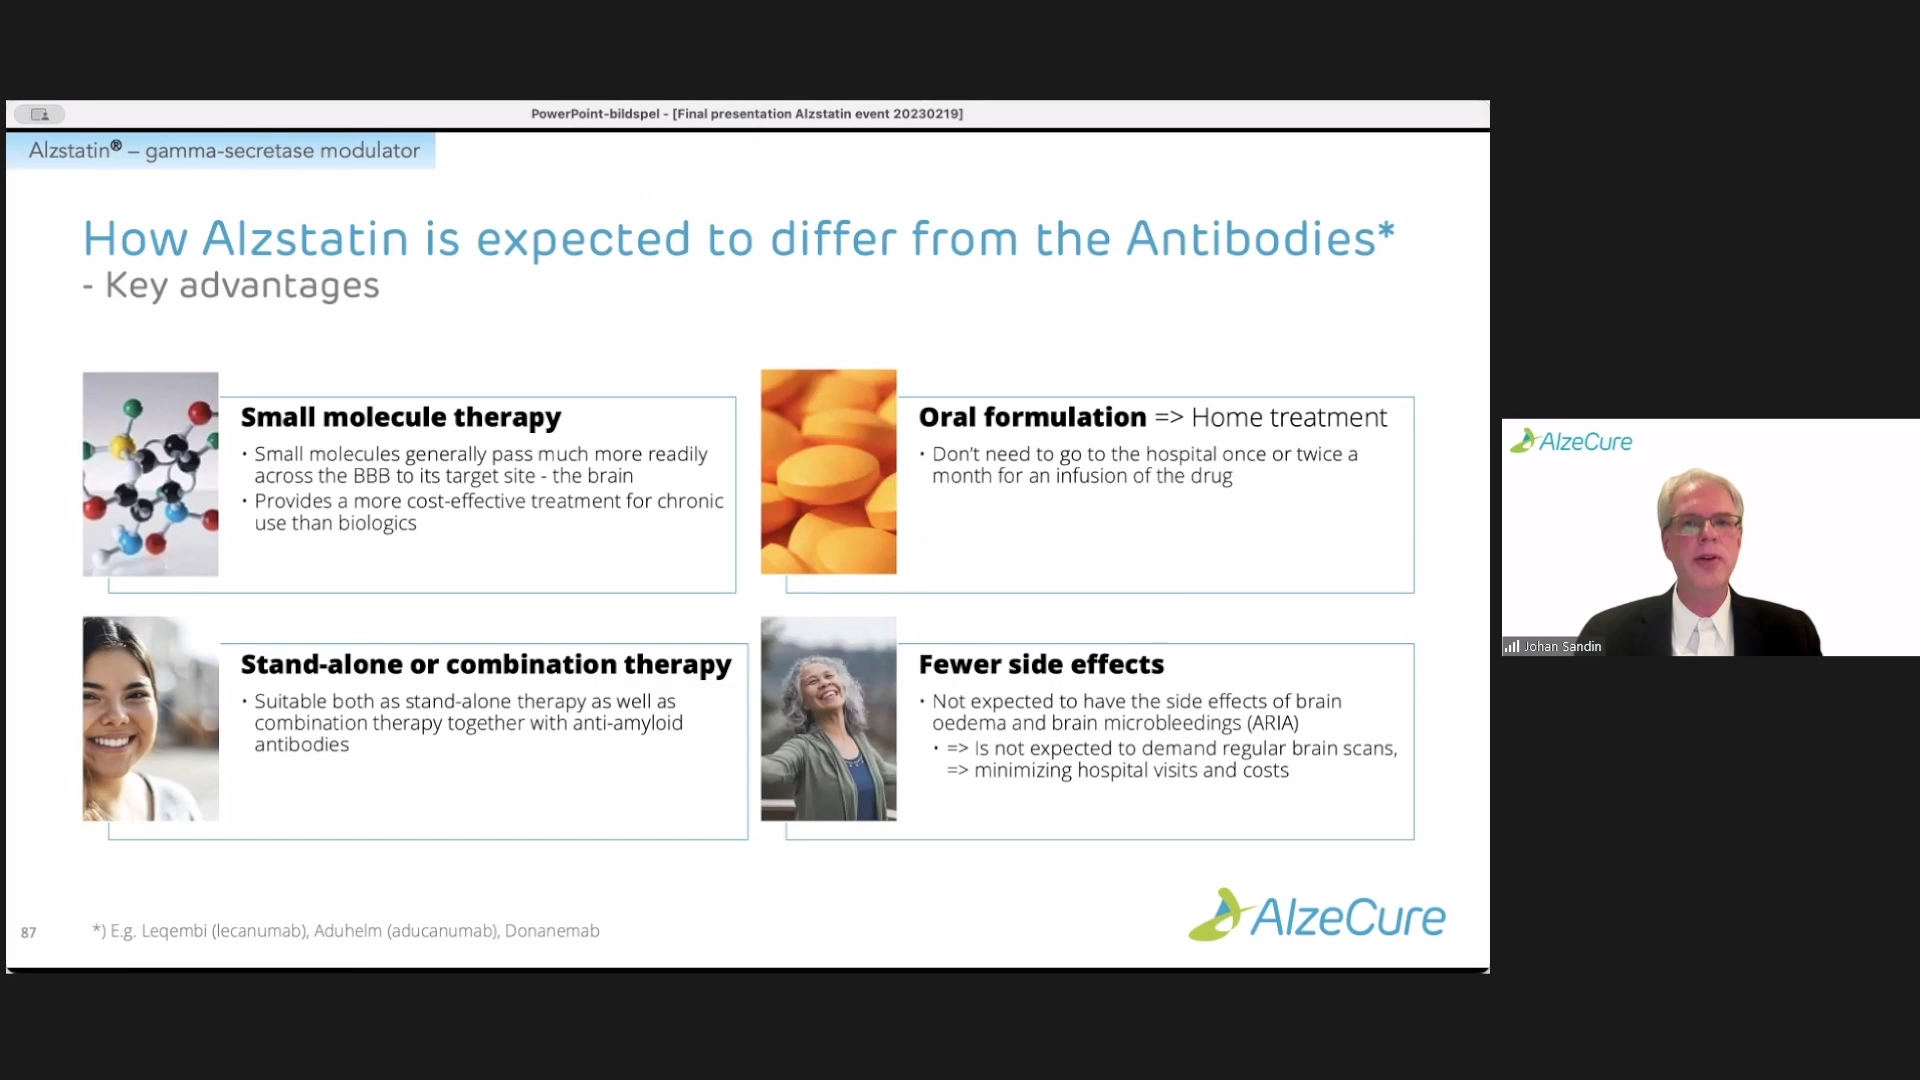 PowerPoint-bildspel - [Final presentation Alzstatin event 20230219]
Alzstatin® – gamma-secretase modulator
How Alzstatin is expected to differ from the Antibodies*
- Key advantages
Small molecule therapy
· Small molecules generally pass much more readily
across the BBB to its target site - the brain
· Provides a more cost-effective treatment for chronic
use than biologics
Oral formulation => Home treatment
· Don't need to go to the hospital once or twice a
month for an infusion of the drug
Stand-alone or combination therapy
· Suitable both as stand-alone therapy as well as
combination therapy together with anti-amyloid
antibodies
Fewer side effects
· Not expected to have the side effects of brain
oedema and brain microbleedings (ARIA)
· => Is not expected to demand regular brain scans,
=> minimizing hospital visits and costs
87
*) E.g. Leqembi (lecanumab), Aduhelm (aducanumab), Donanemab
AlzeCure
AlzeCure
Johan Sandin